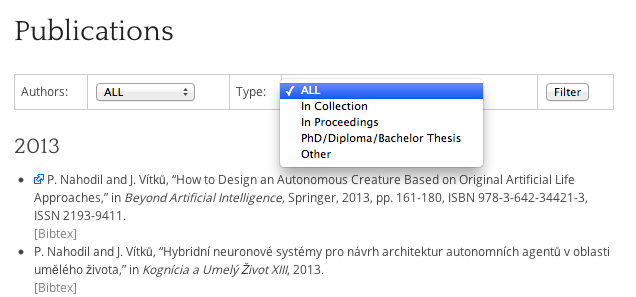 Publications
Authors: ALL Type: ✓ ALL Filter
In Collection
In Proceedings
PhD/Diploma/Bachelor Thesis
Other
2013
P. Nahodil and J. Vítků, “How to Design an Autonomous Creature Based on Original Artificial Life
Approaches,” in Beyond Artificial Intelligence, Springer, 2013, pp. 161-180, ISBN 978-3-642-34421-3,
ISSN 2193-9411.
[Bibtex]
P. Nahodil and J. Vítků, “Hybridní neuronové systémy pro návrh architektur autonomních agentů v oblasti
umělého života,” in Kognícia a Umelý Život XIII, 2013.
[Bibtex]